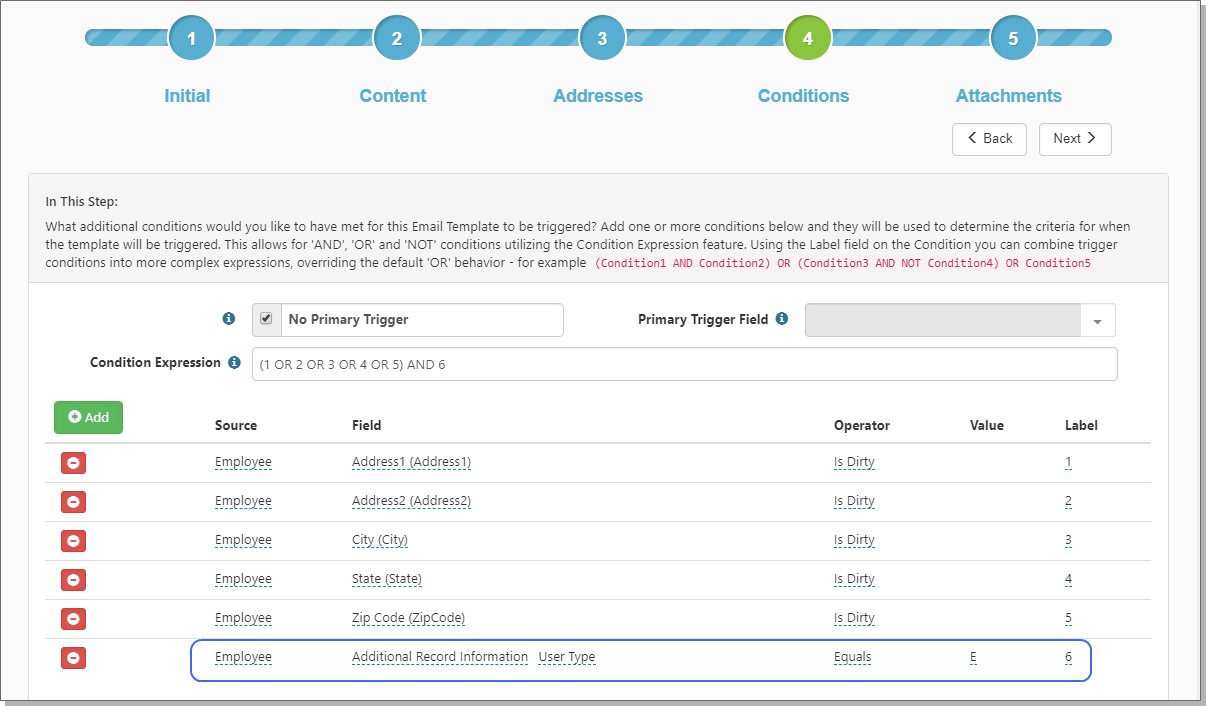 1 2 3 4 5
Initial Content Addresses Conditions Attachments
Back Next
In This Step:
What additional conditions would you like to have met for this Email Template to be triggered? Add one or more conditions below and they will be used to determine the criteria for when
the template will be triggered. This allows for 'AND', 'OR' and 'NOT' conditions utilizing the Condition Expression feature. Using the Label field on the Condition you can combine trigger
conditions into more complex expressions, overriding the default 'OR' behavior - for example (Condition1 AND Condition2) OR (Condition3 AND NOT Condition4) OR Condition5
No Primary Trigger Primary Trigger Field
Condition Expression (1 OR 2 OR 3 OR 4 OR 5) AND 6
Add
Source Field Operator Value Label
Employee Address1 (Address1) Is Dirty 1
Employee Address2 (Address2) Is Dirty 2
Employee City (City) Is Dirty 3
Employee State (State) Is Dirty 4
Employee Zip Code (ZipCode) Is Dirty 5
Employee Additional Record Information User Type Equals E 6